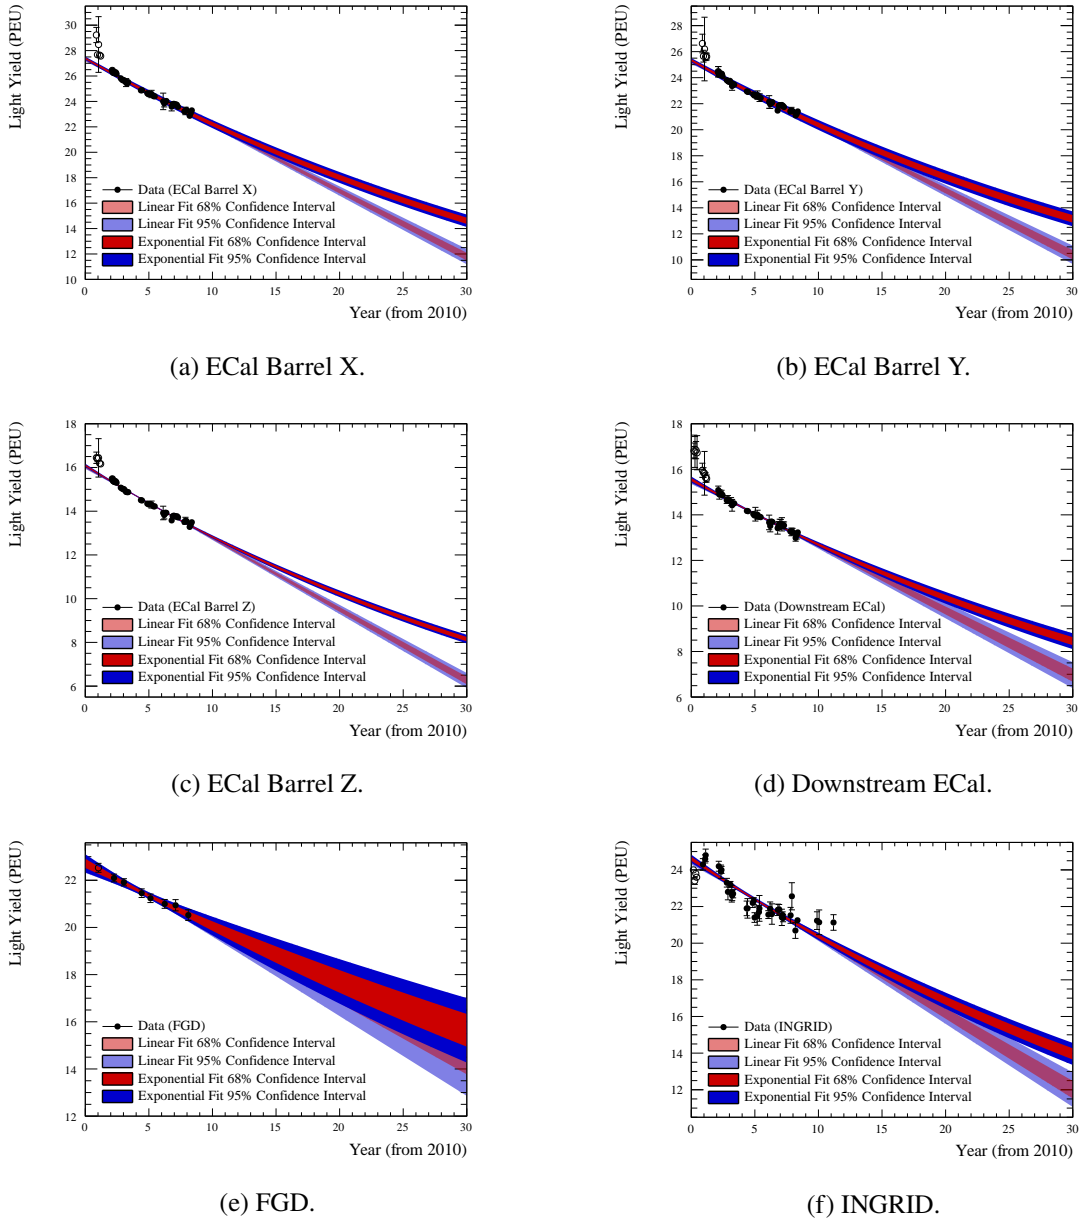 Light Yield (PEU)
30
28
26
24
22
20
18
16
14
12
10
Data (ECal Barrel X)
Linear Fit 68% Confidence Interval
Linear Fit 95% Confidence Interval
Exponential Fit 68% Confidence Interval
Exponential Fit 95% Confidence Interval
0 5 10 15 20 25 30
Year (from 2010)
(a) ECal Barrel X.
Light Yield (PEU)
28
26
24
22
20
18
16
14
12
10
Data (ECal Barrel Y)
Linear Fit 68% Confidence Interval
Linear Fit 95% Confidence Interval
Exponential Fit 68% Confidence Interval
Exponential Fit 95% Confidence Interval
0 5 10 15 20 25 30
Year (from 2010)
(b) ECal Barrel Y.
Light Yield (PEU)
18
16
14
12
10
8
6
Data (ECal Barrel Z)
Linear Fit 68% Confidence Interval
Linear Fit 95% Confidence Interval
Exponential Fit 68% Confidence Interval
Exponential Fit 95% Confidence Interval
0 5 10 15 20 25 30
Year (from 2010)
(c) ECal Barrel Z.
Light Yield (PEU)
18
17
16
15
14
13
12
11
10
9
8
7
6
Data (Downstream ECal)
Linear Fit 68% Confidence Interval
Linear Fit 95% Confidence Interval
Exponential Fit 68% Confidence Interval
Exponential Fit 95% Confidence Interval
0 5 10 15 20 25 30
Year (from 2010)
(d) Downstream ECal.
Light Yield (PEU)
22
20
18
16
14
12
Data (FGD)
Linear Fit 68% Confidence Interval
Linear Fit 95% Confidence Interval
Exponential Fit 68% Confidence Interval
Exponential Fit 95% Confidence Interval
0 5 10 15 20 25 30
Year (from 2010)
(e) FGD.
Light Yield (PEU)
24
22
20
18
16
14
12
Data (INGRID)
Linear Fit 68% Confidence Interval
Linear Fit 95% Confidence Interval
Exponential Fit 68% Confidence Interval
Exponential Fit 95% Confidence Interval
0 5 10 15 20 25 30
Year (from 2010)
(f) INGRID.